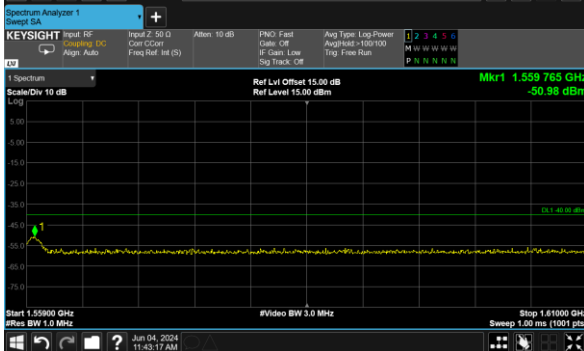 Spectrum Analyzer 1
Swept SA
KEYSIGHT Input: RF Input Z: 50 Ω Atten: 10 dB PNO: Fast Avg Type: Log-Power 1 2 3 4 5 6
Coupling: DC Corr CCorr Gate: Off Avg|Hold:>100/100 M W W W W W
Align: Auto Freq Ref: Int (S) IF Gain: Low Trig: Free Run
Sig Track: Off P N N N N N
LXI
1 Spectrum Ref Lvl Offset 15.00 dB Mkr1 1.559 765 GHz
Scale/Div 10 dB Ref Level 15.00 dBm -50.98 dBm
Log
5.00
-5.00
-15.0
-25.0
-35.0
DL1 -40.00 dBm
-45.0 1
-55.0
-65.0
-75.0
Start 1.55900 GHz #Video BW 3.0 MHz Stop 1.61000 GHz
#Res BW 1.0 MHz Sweep 1.00 ms (1001 pts
? Jun 04, 2024
11:43:17 AM